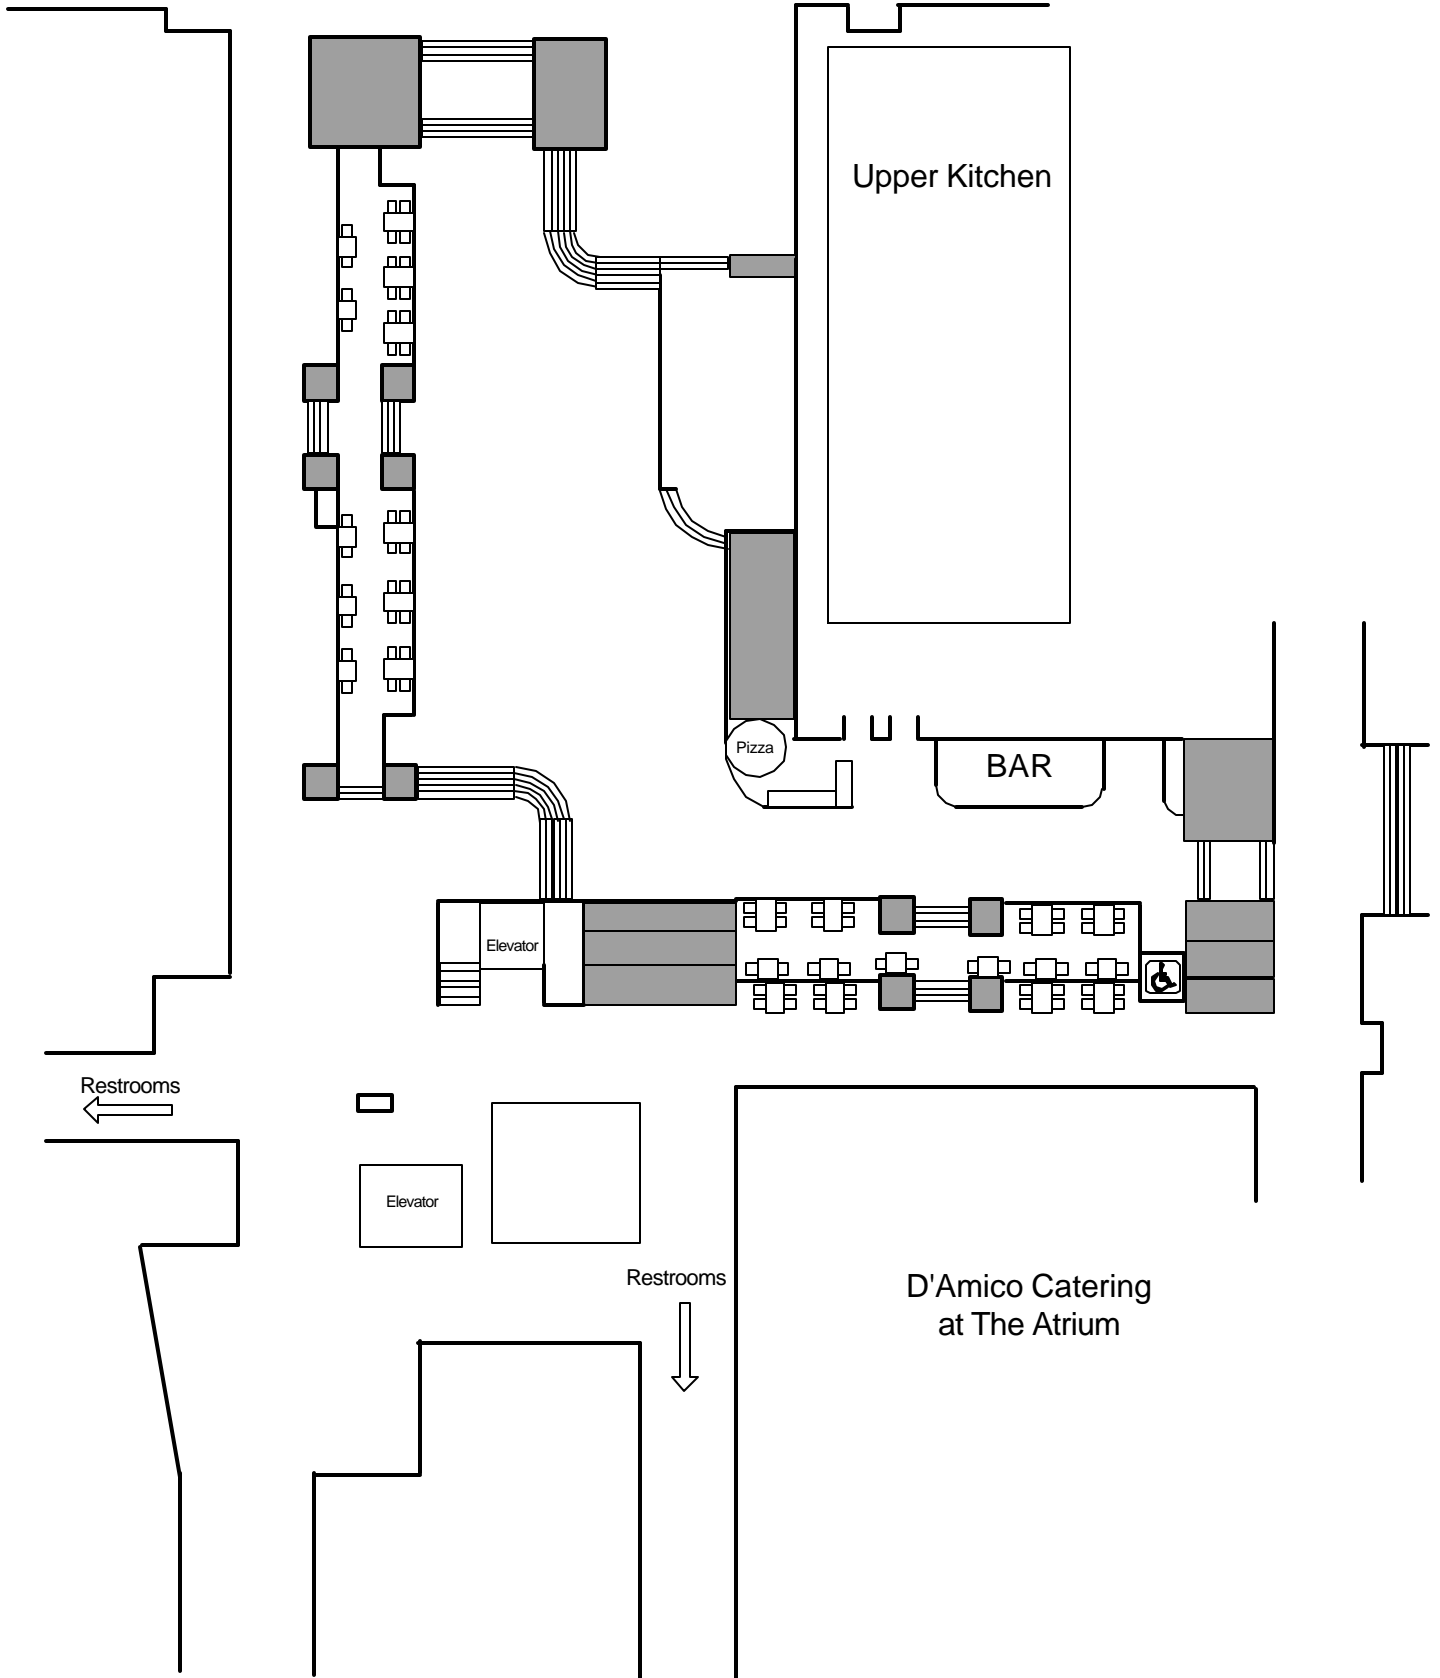 Upper Kitchen
Pizza
BAR
Elevator
Restrooms
Elevator
Restrooms
D'Amico Catering
at The Atrium